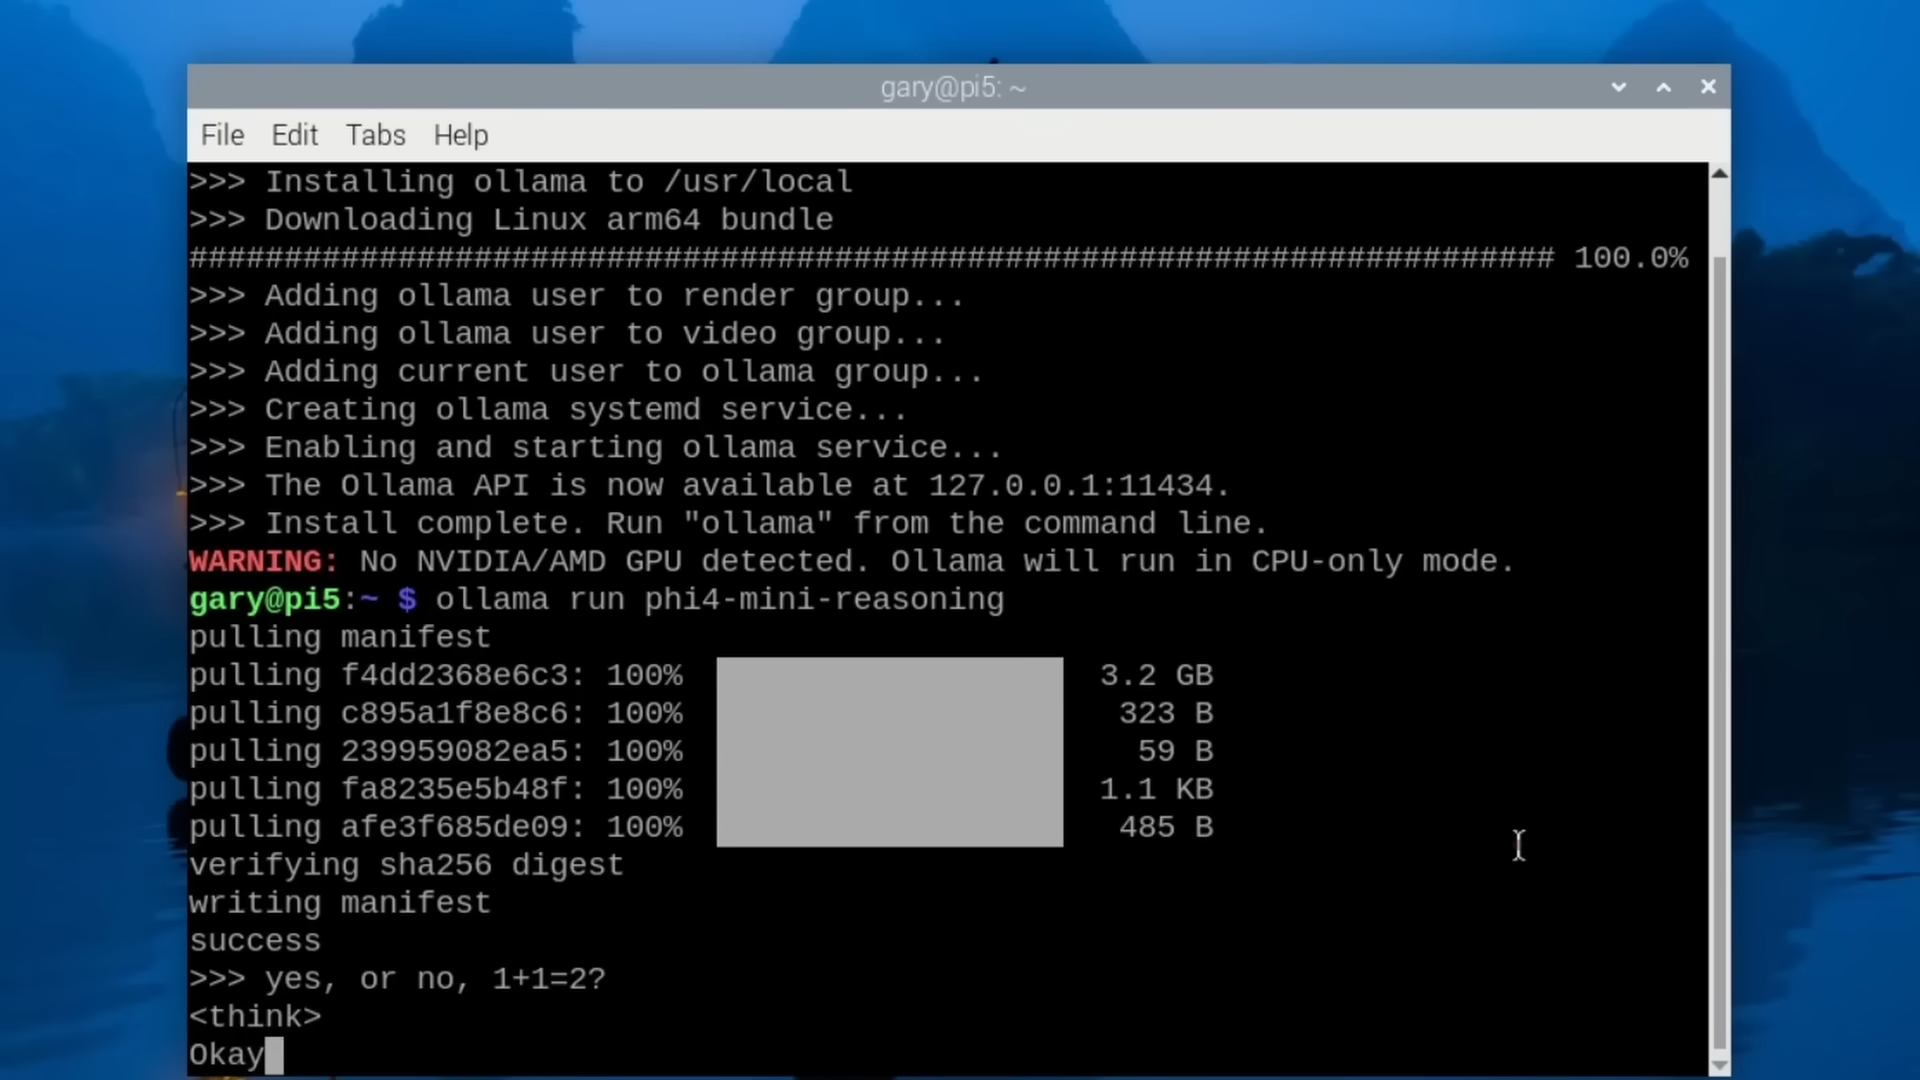 gary@pi5: ~
File Edit Tabs Help
>>> Installing ollama to /usr/local
>>> Downloading Linux arm64 bundle
######################################################################## 100.0%
>>> Adding ollama user to render group...
>>> Adding ollama user to video group...
>>> Adding current user to ollama group...
>>> Creating ollama systemd service...
>>> Enabling and starting ollama service...
>>> The Ollama API is now available at 127.0.0.1:11434.
>>> Install complete. Run "ollama" from the command line.
WARNING: No NVIDIA/AMD GPU detected. Ollama will run in CPU-only mode.
gary@pi5:~ $ ollama run phi4-mini-reasoning
pulling manifest
pulling f4dd2368e6c3: 100% 3.2 GB
pulling c895a1f8e8c6: 100% 323 B
pulling 239959082ea5: 100% 59 B
pulling fa8235e5b48f: 100% 1.1 KB
pulling afe3f685de09: 100% 485 B
verifying sha256 digest
writing manifest
success
>>> yes, or no, 1+1=2?
<think>
Okay